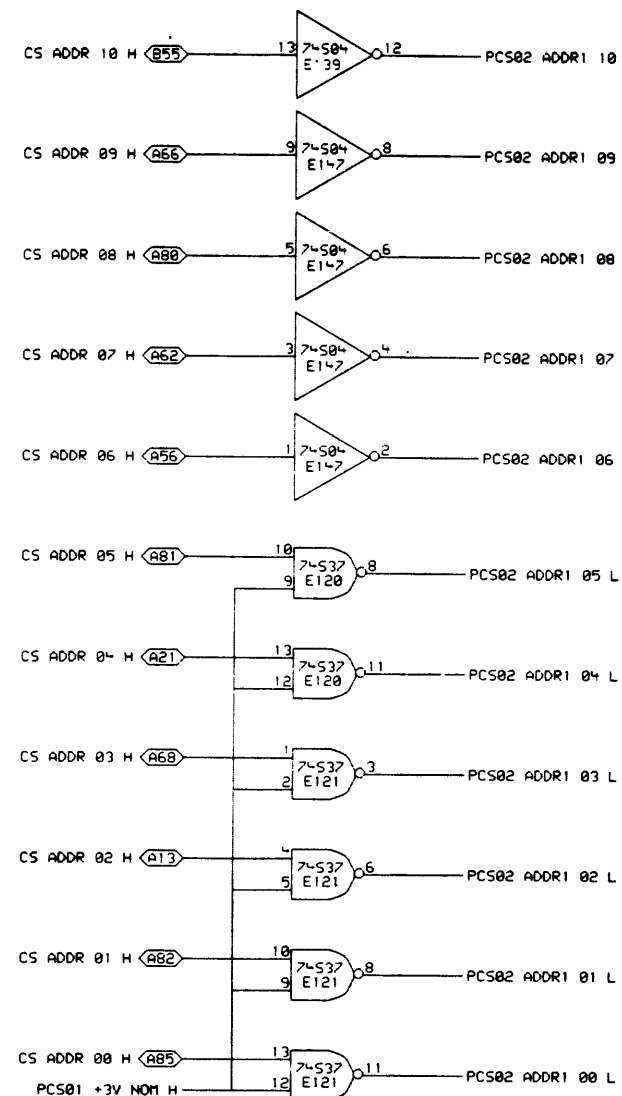 CS ADDR 10 H B55 13 74S04 E139 12 PCS02 ADDR1 10
CS ADDR 09 H A66 9 74S04 E147 8 PCS02 ADDR1 09
CS ADDR 08 H A80 5 74S04 E147 6 PCS02 ADDR1 08
CS ADDR 07 H A62 3 74S04 E147 4 PCS02 ADDR1 07
CS ADDR 06 H A56 1 74S04 E147 2 PCS02 ADDR1 06
CS ADDR 05 H A81 10 9 74S37 E120 8 PCS02 ADDR1 05 L
CS ADDR 04 H A21 13 12 74S37 E120 11 PCS02 ADDR1 04 L
CS ADDR 03 H A68 1 2 74S37 E121 3 PCS02 ADDR1 03 L
CS ADDR 02 H A13 4 5 74S37 E121 6 PCS02 ADDR1 02 L
CS ADDR 01 H A82 10 9 74S37 E121 8 PCS02 ADDR1 01 L
CS ADDR 00 H A85 13 74S37 E121 11 PCS02 ADDR1 00 L
PCS01 +3V NOM H 12